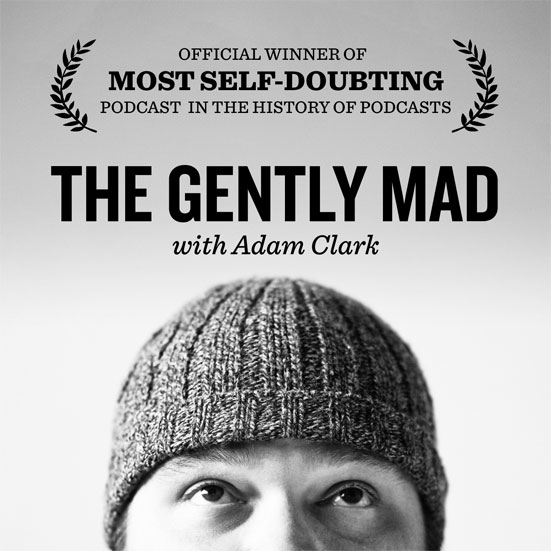 OFFICIAL WINNER OF
MOST SELF-DOUBTING
PODCAST IN THE HISTORY OF PODCASTS
THE GENTLY MAD
with Adam Clark